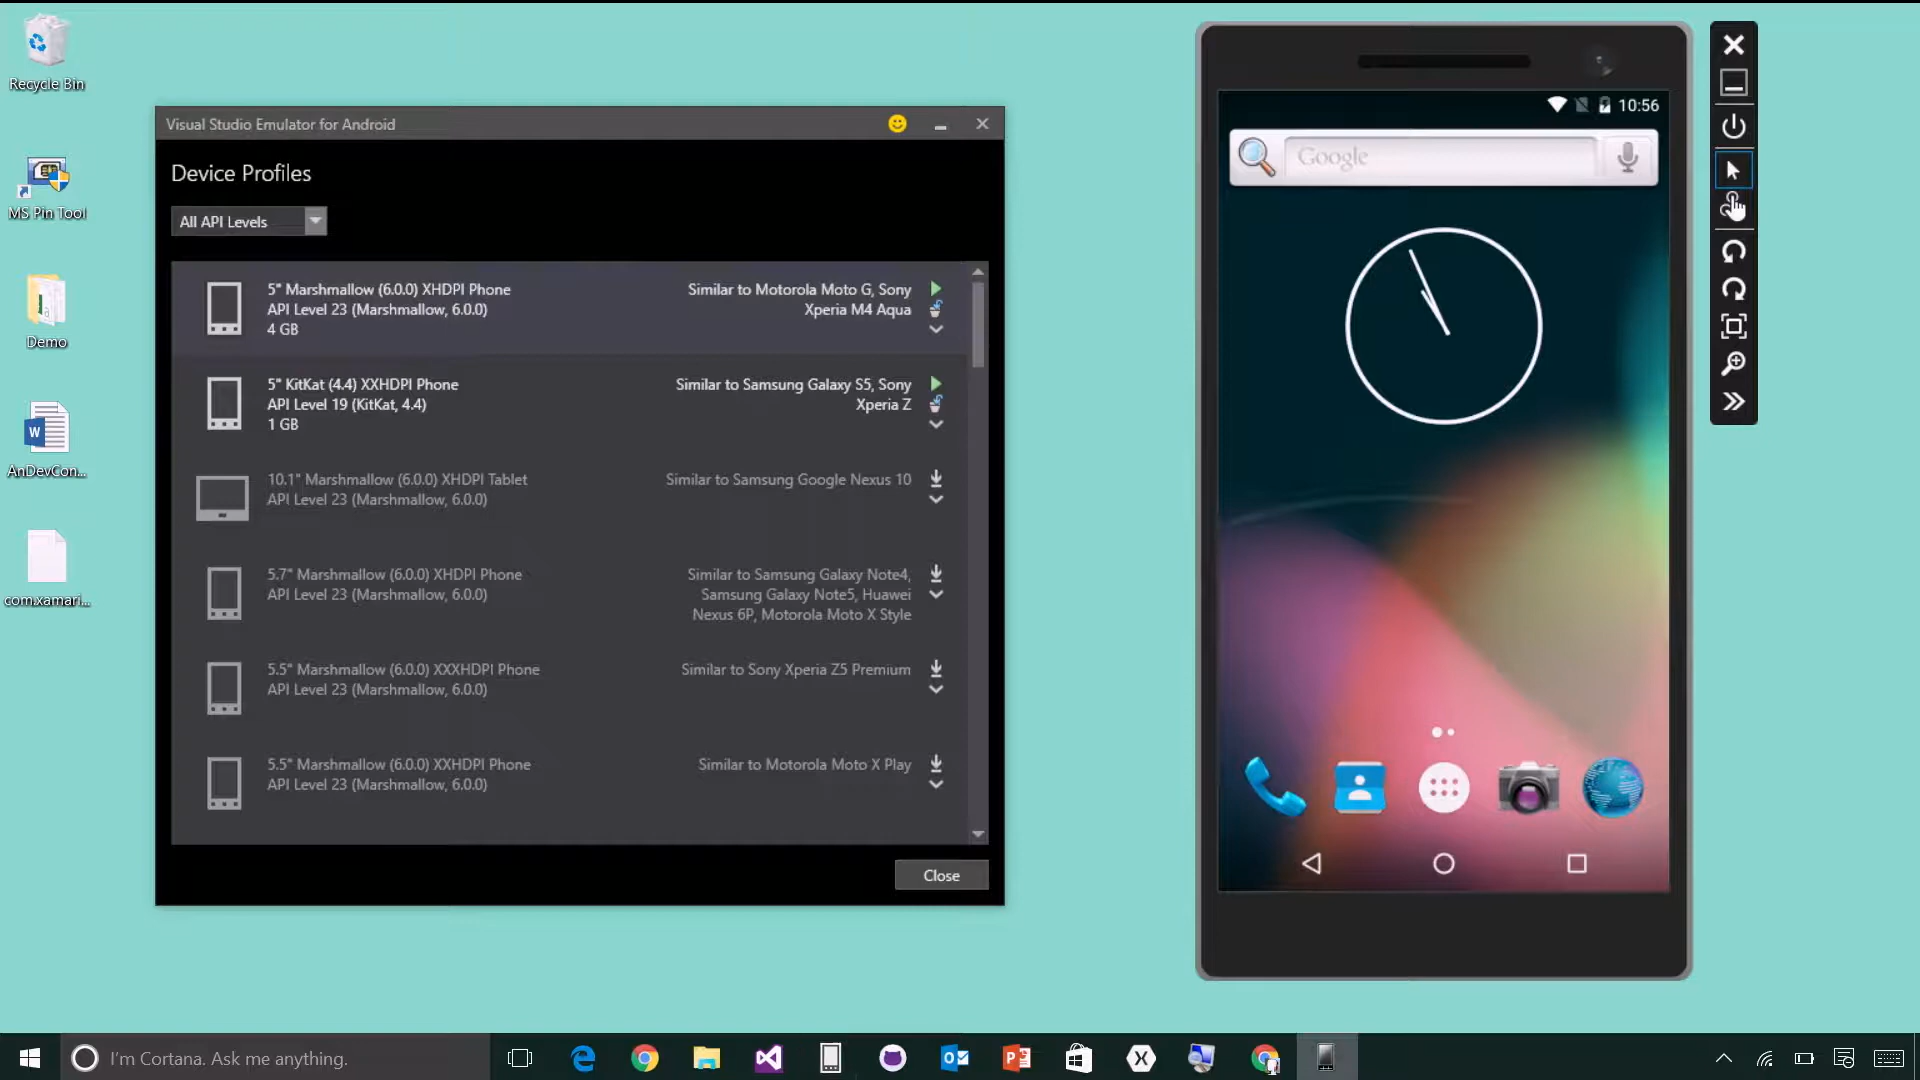 Recycle Bin
MS Pin Tool
Demo
AnDevCon...
com.xamari...
Visual Studio Emulator for Android
Device Profiles
All API Levels
5" Marshmallow (6.0.0) XHDPI Phone
API Level 23 (Marshmallow, 6.0.0)
4 GB
Similar to Motorola Moto G, Sony
Xperia M4 Aqua
5" KitKat (4.4) XXHDPI Phone
API Level 19 (KitKat, 4.4)
1 GB
Similar to Samsung Galaxy S5, Sony
Xperia Z
10.1" Marshmallow (6.0.0) XHDPI Tablet
API Level 23 (Marshmallow, 6.0.0)
Similar to Samsung Google Nexus 10
5.7" Marshmallow (6.0.0) XHDPI Phone
API Level 23 (Marshmallow, 6.0.0)
Similar to Samsung Galaxy Note4,
Samsung Galaxy Note5, Huawei
Nexus 6P, Motorola Moto X Style
5.5" Marshmallow (6.0.0) XXXHDPI Phone
API Level 23 (Marshmallow, 6.0.0)
Similar to Sony Xperia Z5 Premium
5.5" Marshmallow (6.0.0) XXHDPI Phone
API Level 23 (Marshmallow, 6.0.0)
Similar to Motorola Moto X Play
Close
10:56
Google
I'm Cortana. Ask me anything.